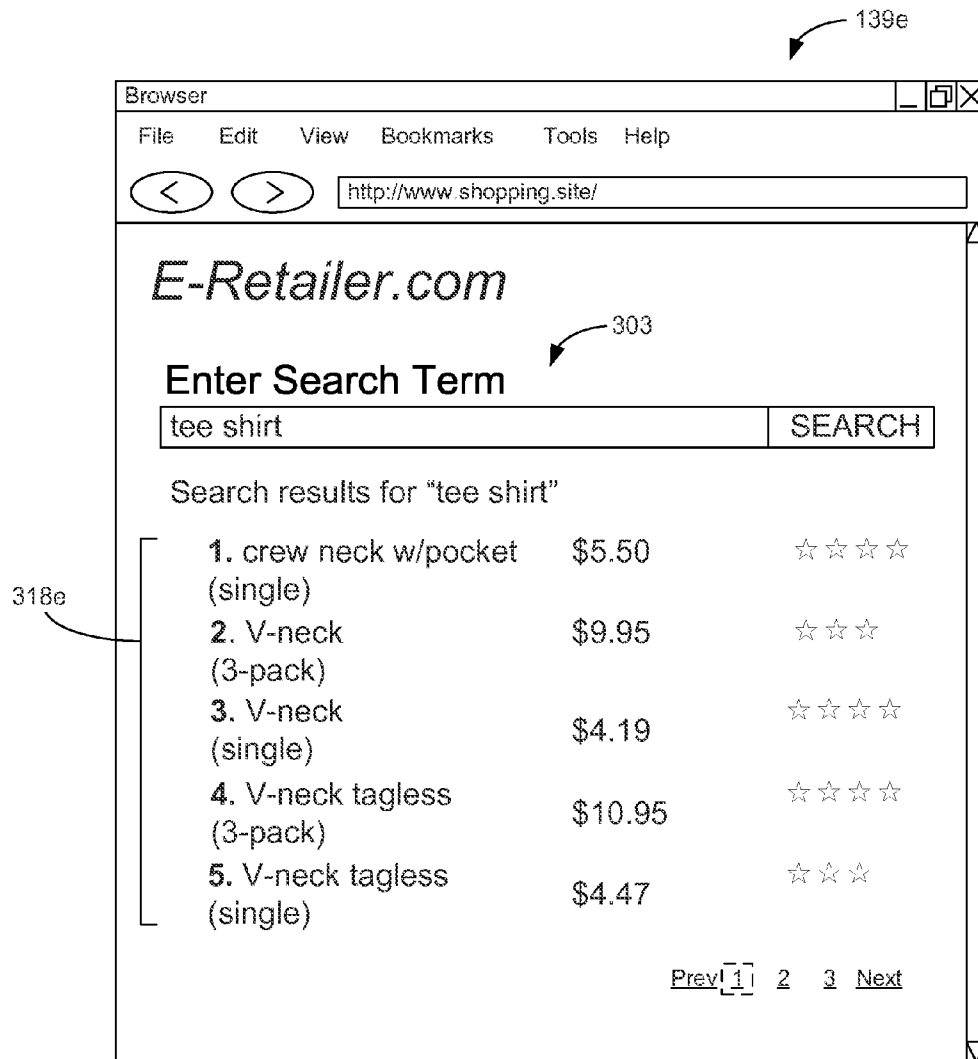 139e
Browser
File Edit View Bookmarks Tools Help
< > http://www.shopping.site/
E-Retailer.com
303
Enter Search Term
tee shirt SEARCH
Search results for “tee shirt”
318e
1. crew neck w/pocket $5.50 ☆☆☆☆
(single)
2. V-neck $9.95 ☆☆☆
(3-pack)
3. V-neck $4.19 ☆☆☆☆
(single)
4. V-neck tagless $10.95 ☆☆☆☆
(3-pack)
5. V-neck tagless $4.47 ☆☆☆
(single)
Prev 1 2 3 Next